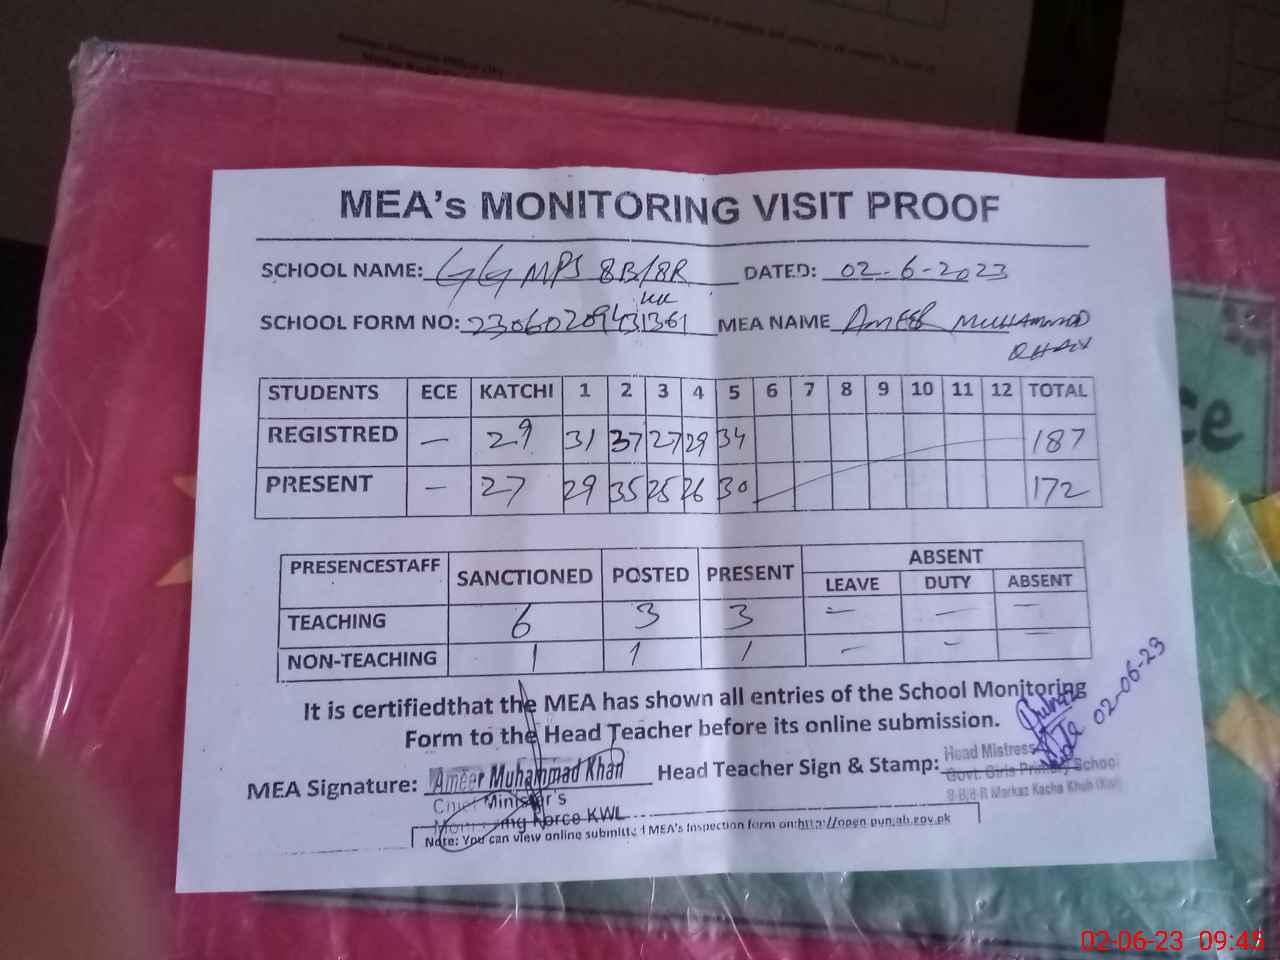 MEA's MONITORING VISIT PROOF
SCHOOL NAME: GGMPS 8B/8R DATED: 02-6-2023
SCHOOL FORM NO: MEA NAME AMEER MUHAMMAD
KHAN
STUDENTS ECE KATCHI 1 2 3 4 5 6 7 8 9 10 11 12 TOTAL
REGISTRED — 29 31 37 27 29 34 187
PRESENT — 27 29 35 25 26 30 172
PRESENCESTAFF SANCTIONED POSTED PRESENT ABSENT
LEAVE DUTY ABSENT
TEACHING 6 3 3 — — —
NON-TEACHING 1 1 1 — — —
It is certifiedthat the MEA has shown all entries of the School Monitoring
Form to the Head Teacher before its online submission.
02-06-23
MEA Signature: Ameer Muhammad Khan Head Teacher Sign & Stamp: Head Mistress
Chief Minister's Govt. Girls Primary School
Force KWL 8-B,8-R Markaz Kacha Khuh
Note: You can view online submitted MEA's Inspection form on:http://open.punjab.gov.pk
02-06-23 09:45